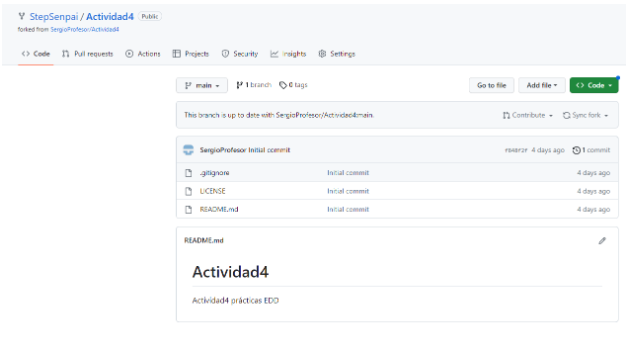 StepSenpai / Actividad4 Public
forked from SergioProfesor/Actividad4
Code Pull requests Actions Projects Security Insights Settings
main 1 branch 0 tags Go to file Add file Code
This branch is up to date with SergioProfesor/Actividad4:main. Contribute Sync fork
SergioProfesor Initial commit 4 days ago 1 commit
.gitignore Initial commit 4 days ago
LICENSE Initial commit 4 days ago
README.md Initial commit 4 days ago
README.md
Actividad4
Actividad4 prácticas EDD